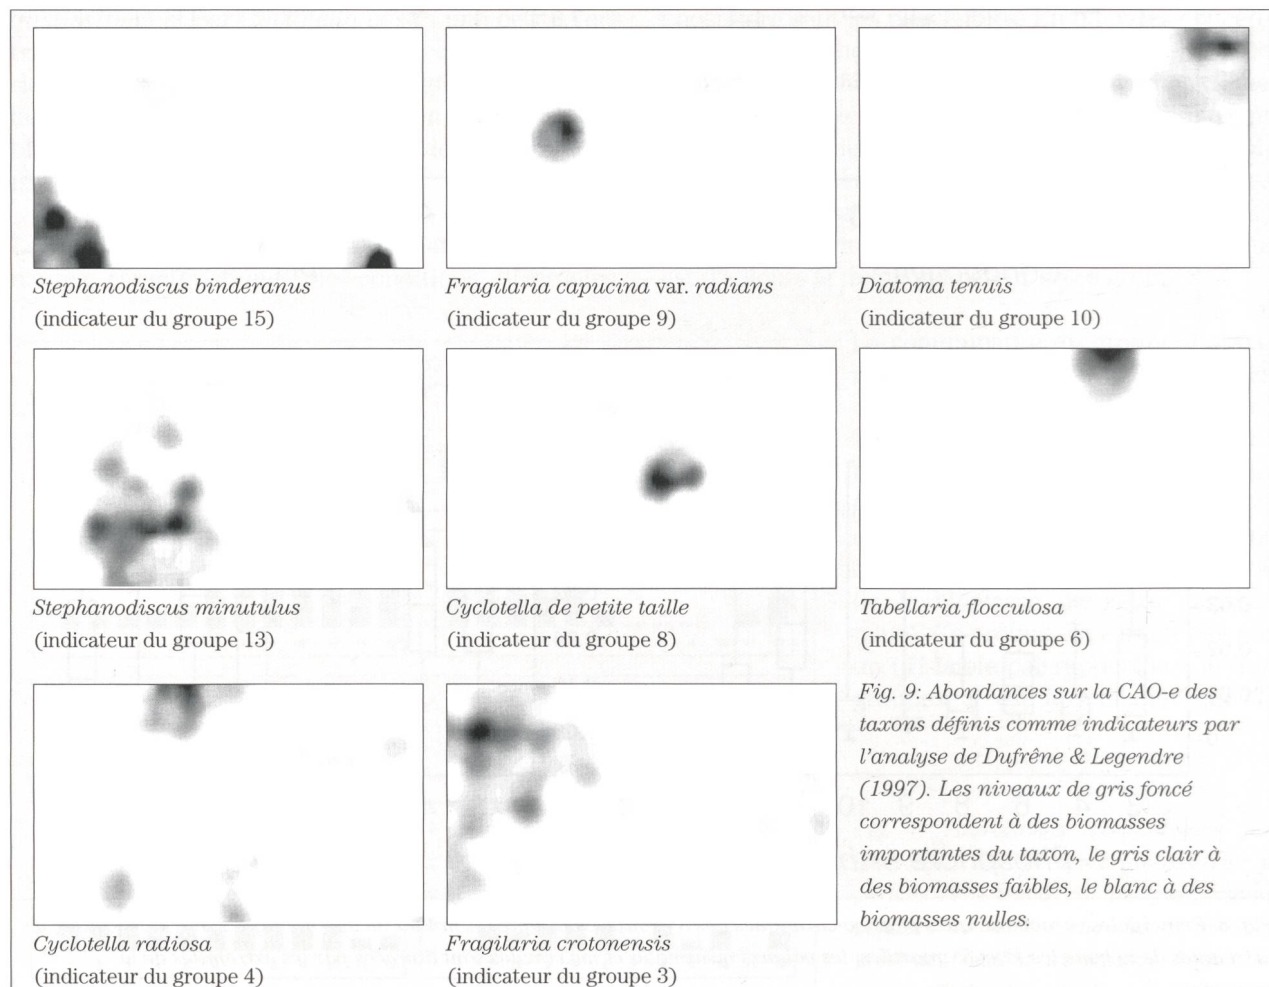 Stephanodiscus binderanus
(indicateur du groupe 15)
Fragilaria capucina var. radians
(indicateur du groupe 9)
Diatoma tenuis
(indicateur du groupe 10)
Stephanodiscus minutulus
(indicateur du groupe 13)
Cyclotella de petite taille
(indicateur du groupe 8)
Tabellaria flocculosa
(indicateur du groupe 6)
Cyclotella radiosa
(indicateur du groupe 4)
Fragilaria crotonensis
(indicateur du groupe 3)
Fig. 9: Abondances sur la CAO-e des
taxons définis comme indicateurs par
l'analyse de Dufrêne & Legendre
(1997). Les niveaux de gris foncé
correspondent à des biomasses
importantes du taxon, le gris clair à
des biomasses faibles, le blanc à des
biomasses nulles.